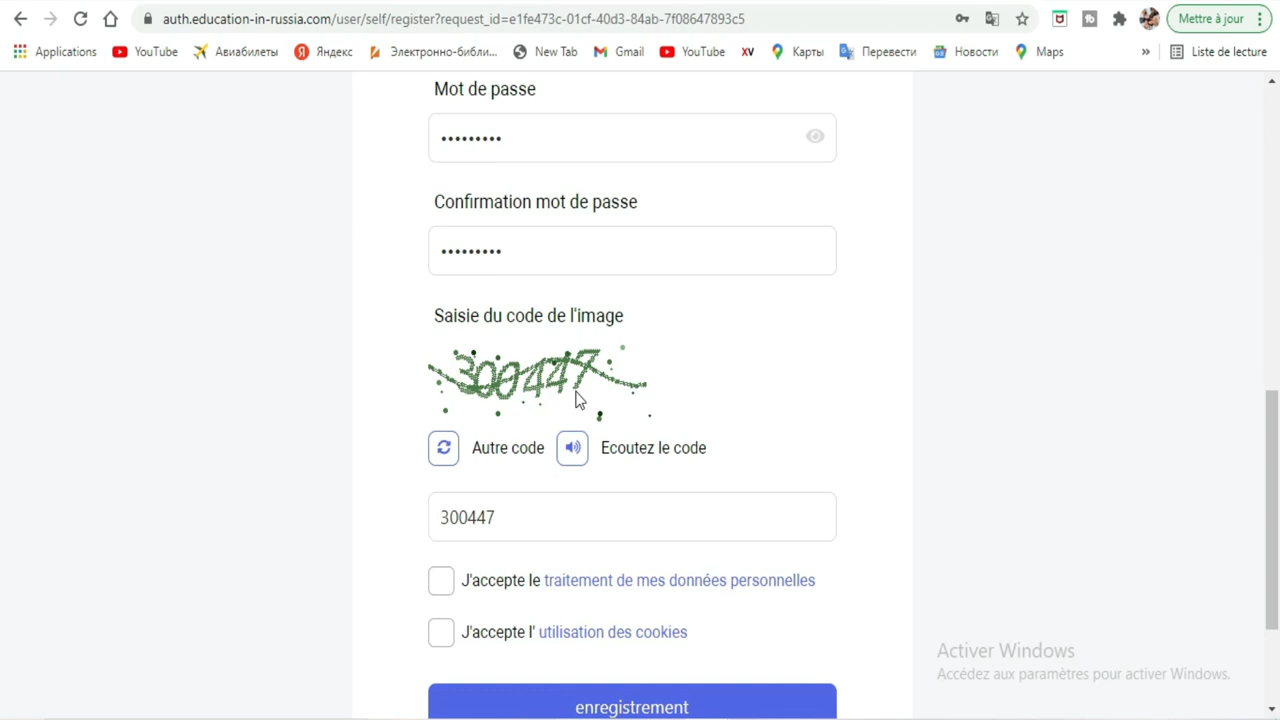 auth.education-in-russia.com/user/self/register?request_id=e1fe473c-01cf-40d3-84ab-7f08647893c5
Mettre à jour
Applications YouTube Авиабилеты Яндекс Электронно-библи... New Tab Gmail YouTube XV Карты Перевести Новости Maps » Liste de lecture
Mot de passe
•••••••••
Confirmation mot de passe
•••••••••
Saisie du code de l'image
300447
Autre code Ecoutez le code
300447
J'accepte le traitement de mes données personnelles
J'accepte l' utilisation des cookies
Activer Windows
Accédez aux paramètres pour activer Windows.
enregistrement